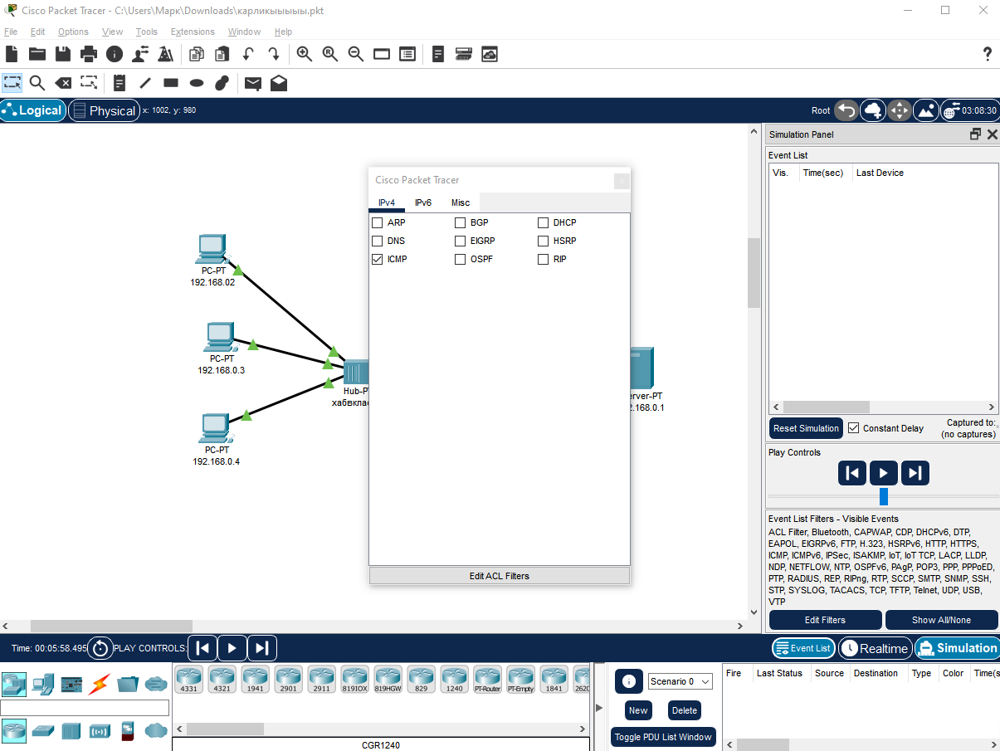 Cisco Packet Tracer - C:\Users\Марк\Downloads\карликыыыыы.pkt
File Edit Options View Tools Extensions Window Help
Logical Physical x: 1002, y: 980 Root 03:08:30
Simulation Panel
Event List
Vis. Time(sec) Last Device
Cisco Packet Tracer
IPv4 IPv6 Misc
ARP BGP DHCP
DNS EIGRP HSRP
ICMP OSPF RIP
Edit ACL Filters
PC-PT
192.168.02
PC-PT
192.168.0.3
PC-PT
192.168.0.4
Hub-PT
хабвклас
erver-PT
2.168.0.1
Reset Simulation Constant Delay Captured to:
(no captures)
Play Controls
Event List Filters - Visible Events
ACL Filter, Bluetooth, CAPWAP, CDP, DHCPv6, DTP,
EAPOL, EIGRPv6, FTP, H.323, HSRPv6, HTTP, HTTPS,
ICMP, ICMPv6, IPSec, ISAKMP, IoT, IoT TCP, LACP, LLDP,
NDP, NETFLOW, NTP, OSPFv6, PAgP, POP3, PPP, PPPoED,
PTP, RADIUS, REP, RIPng, RTP, SCCP, SMTP, SNMP, SSH,
STP, SYSLOG, TACACS, TCP, TFTP, Telnet, UDP, USB,
VTP
Edit Filters Show All/None
Time: 00:05:58.495 PLAY CONTROLS: Event List Realtime Simulation
4331 4321 1941 2901 2911 819IOX 819HGW 829 1240 PT-Router PT-Empty 1841 2620
CGR1240
Scenario 0
New Delete
Toggle PDU List Window
Fire Last Status Source Destination Type Color Time(s